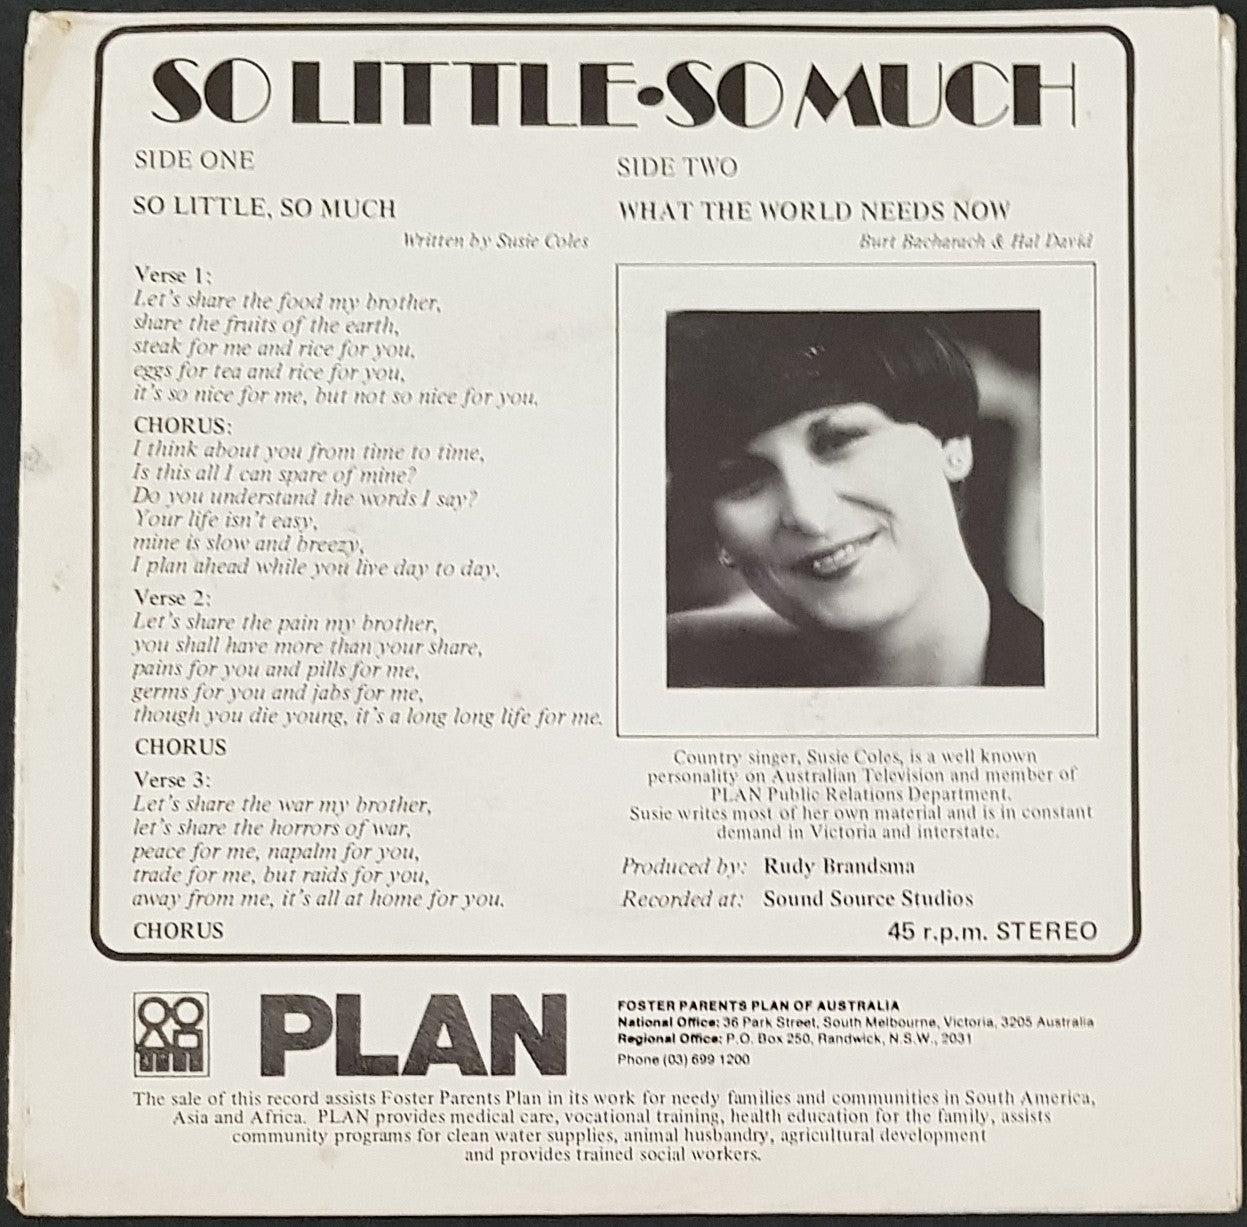 SO LITTLE•SO MUCH
SIDE ONE
SO LITTLE, SO MUCH
Written by Susie Coles
Verse 1:
Let's share the food my brother,
share the fruits of the earth,
steak for me and rice for you,
eggs for tea and rice for you,
it's so nice for me, but not so nice for you.
CHORUS:
I think about you from time to time,
Is this all I can spare of mine?
Do you understand the words I say?
Your life isn't easy,
mine is slow and breezy,
I plan ahead while you live day to day.
Verse 2:
Let's share the pain my brother,
you shall have more than your share,
pains for you and pills for me,
germs for you and jabs for me,
though you die young, it's a long long life for me.
CHORUS
Verse 3:
Let's share the war my brother,
let's share the horrors of war,
peace for me, napalm for you,
trade for me, but raids for you,
away from me, it's all at home for you.
CHORUS
SIDE TWO
WHAT THE WORLD NEEDS NOW
Burt Bacharach & Hal David
Country singer, Susie Coles, is a well known
personality on Australian Television and member of
PLAN Public Relations Department.
Susie writes most of her own material and is in constant
demand in Victoria and interstate.
Produced by: Rudy Brandsma
Recorded at: Sound Source Studios
45 r.p.m. STEREO
PLAN
FOSTER PARENTS PLAN OF AUSTRALIA
National Office: 36 Park Street, South Melbourne, Victoria, 3205 Australia
Regional Office: P.O. Box 250, Randwick, N.S.W., 2031
Phone (03) 699 1200
The sale of this record assists Foster Parents Plan in its work for needy families and communities in South America,
Asia and Africa. PLAN provides medical care, vocational training, health education for the family, assists
community programs for clean water supplies, animal husbandry, agricultural development
and provides trained social workers.